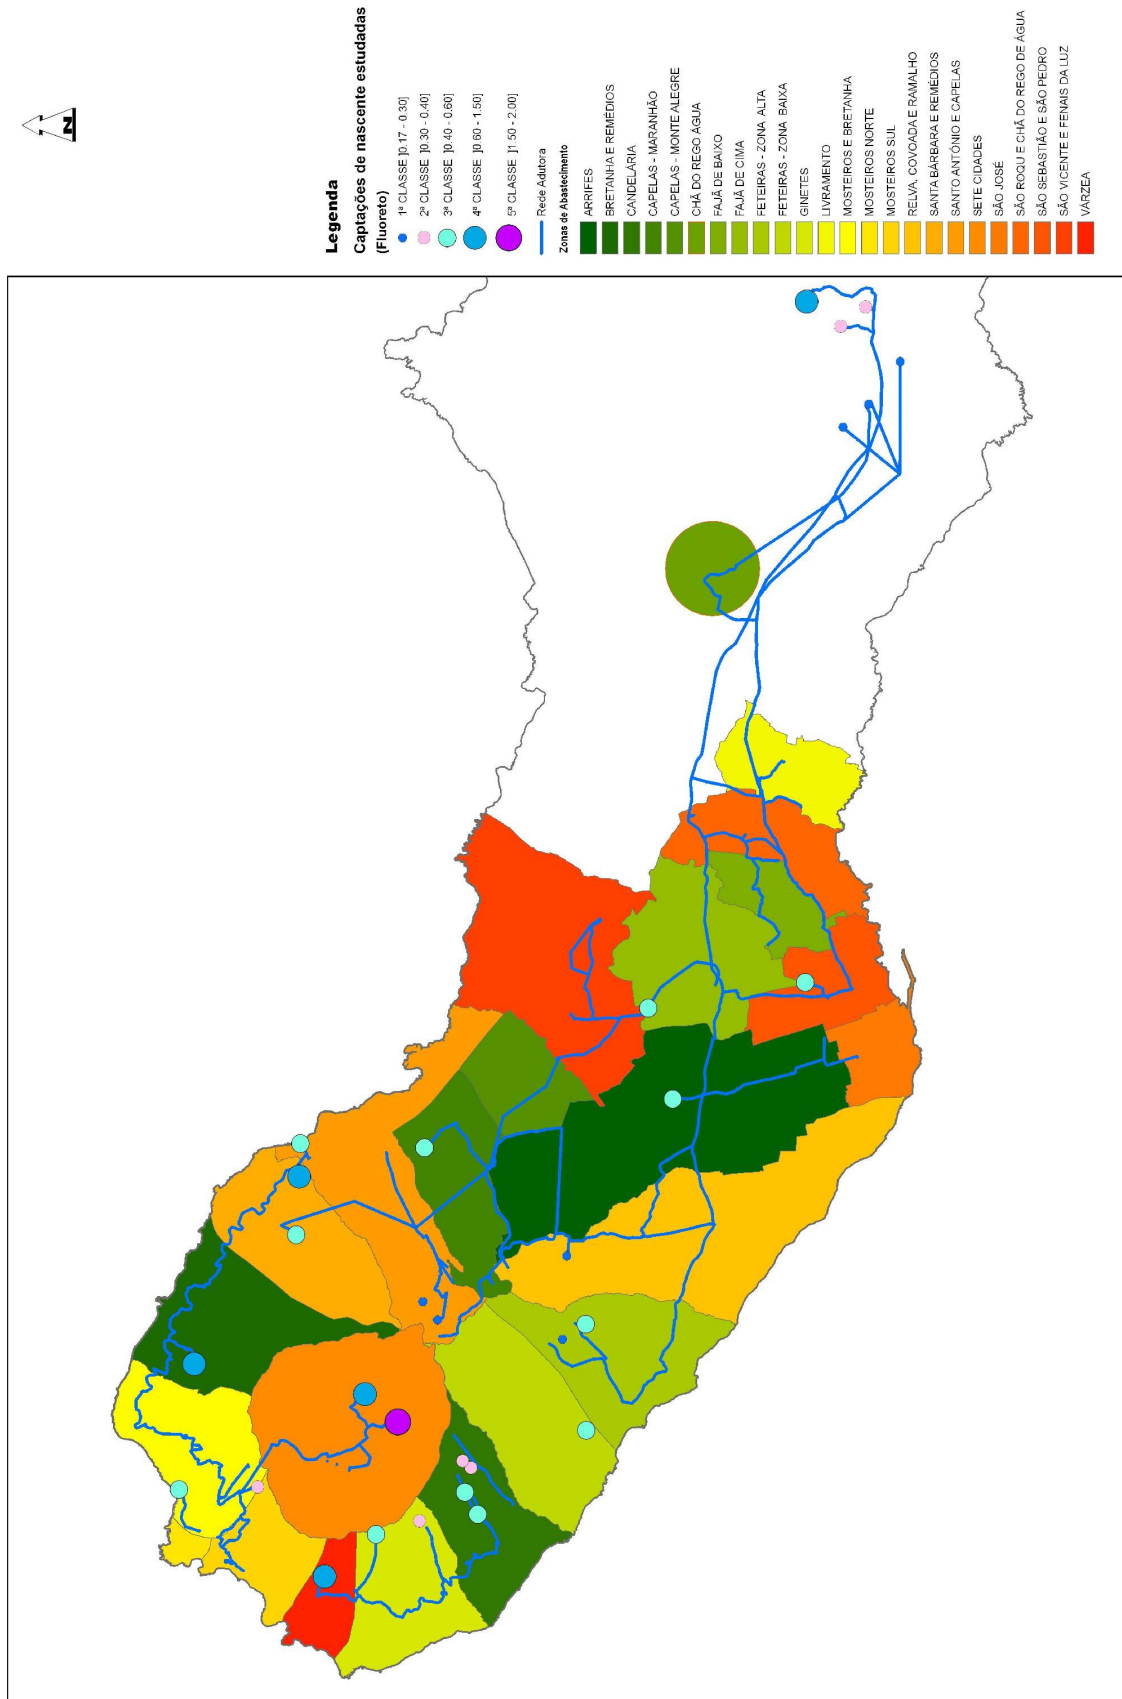 N
Legenda
Captações de nascente estudadas
(Fluoreto)
1ª CLASSE ]0.17 - 0.30]
2ª CLASSE ]0.30 - 0.40]
3ª CLASSE ]0.40 - 0.60]
4ª CLASSE ]0.60 - 1.50]
5ª CLASSE ]1.50 - 2.00]
Rede Adutora
Zonas de Abastecimento
ARRIFES
BRETANHA E REMÉDIOS
CANDELÁRIA
CAPELAS - MARANHÃO
CAPELAS - MONTE ALEGRE
CHÃ DO REGO ÁGUA
FAJÃ DE BAIXO
FAJÃ DE CIMA
FETEIRAS - ZONA ALTA
FETEIRAS - ZONA BAIXA
GINETES
LIVRAMENTO
MOSTEIROS E BRETANHA
MOSTEIROS NORTE
MOSTEIROS SUL
RELVA, COVOADA E RAMALHO
SANTA BÁRBARA E REMÉDIOS
SANTO ANTÓNIO E CAPELAS
SETE CIDADES
SÃO JOSÉ
SÃO ROQU E CHÃ DO REGO DE ÁGUA
SÃO SEBASTIÃO E SÃO PEDRO
SÃO VICENTE E FENAIS DA LUZ
VARZEA